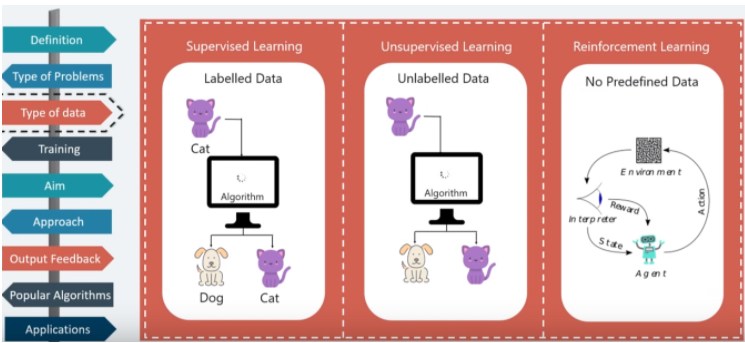 Definition
Type of Problems
Type of data
Training
Aim
Approach
Output Feedback
Popular Algorithms
Applications
Supervised Learning
Labelled Data
Cat
Algorithm
Dog
Cat
Unsupervised Learning
Unlabelled Data
Algorithm
Reinforcement Learning
No Predefined Data
Environment
Reward
Interpreter
State
Agent
Action